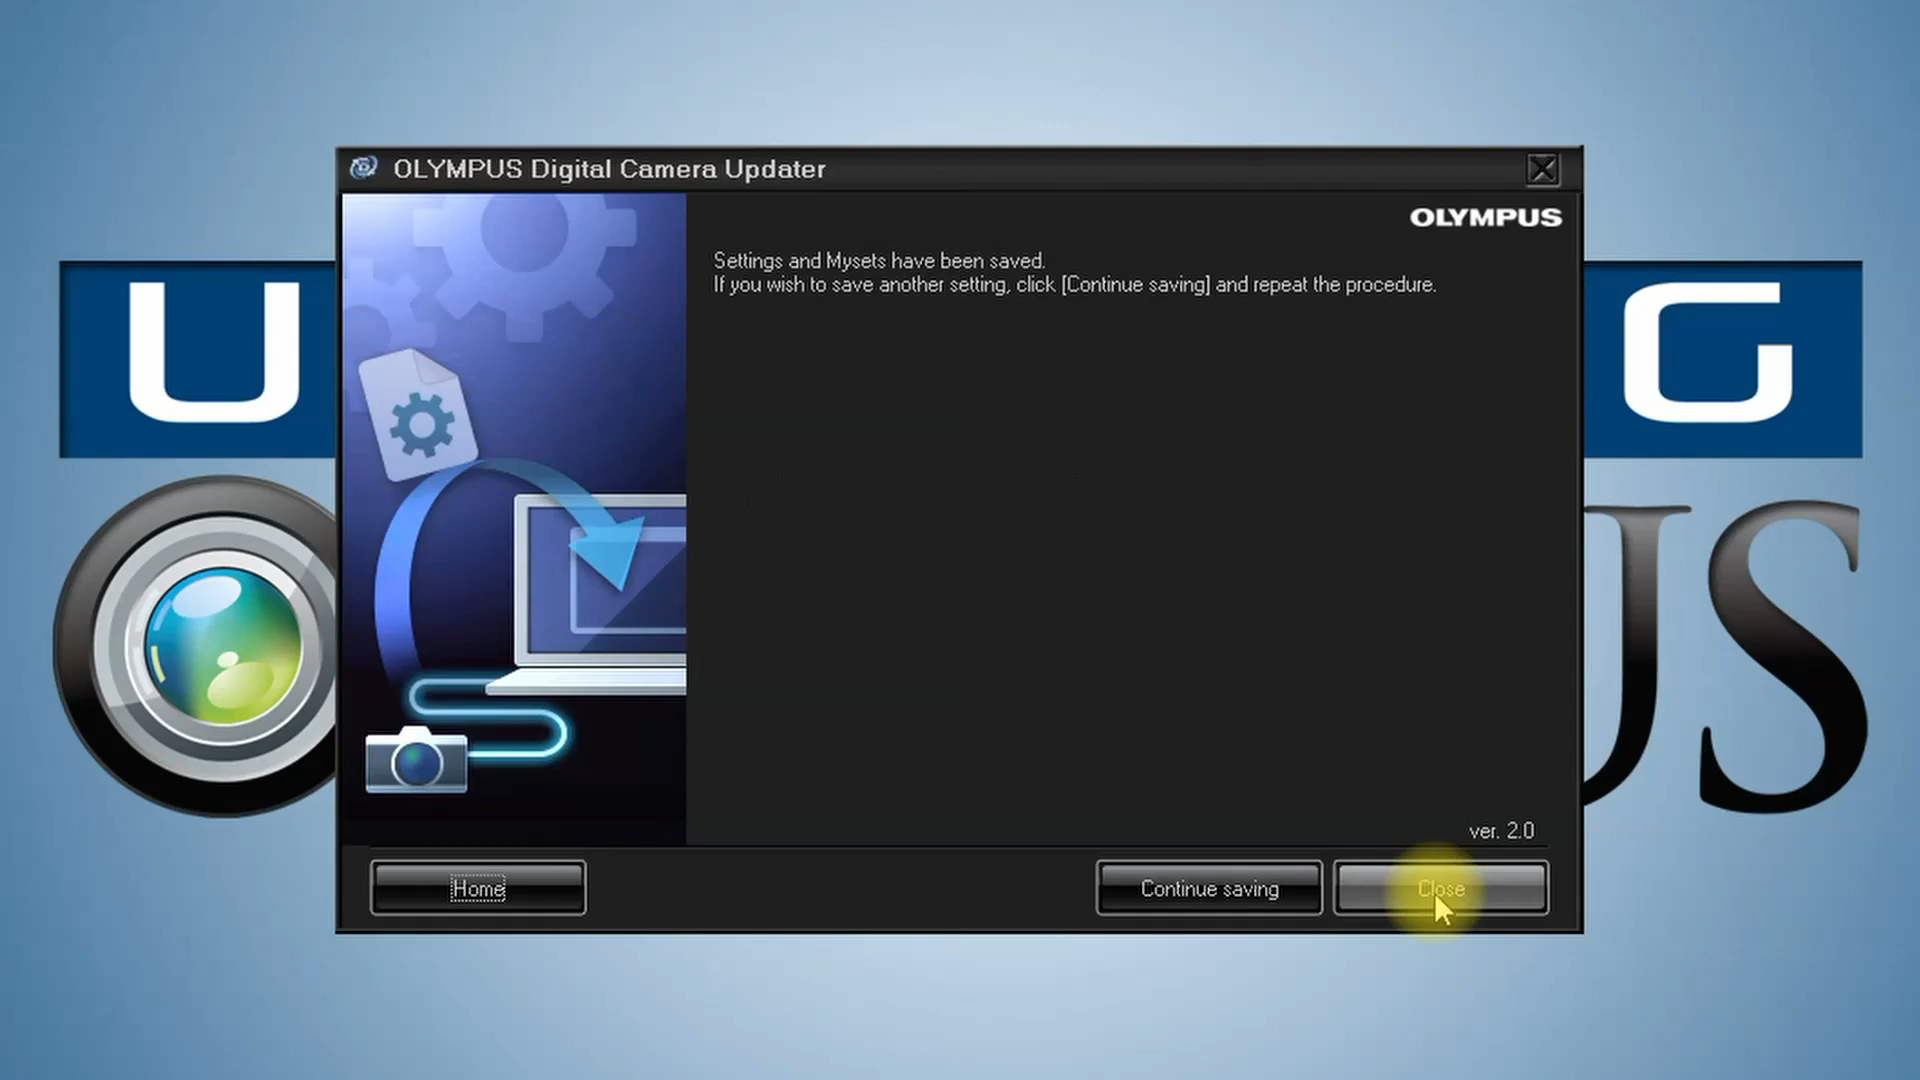 OLYMPUS Digital Camera Updater
OLYMPUS
Settings and Mysets have been saved.
If you wish to save another setting, click [Continue saving] and repeat the procedure.
U
G
US
ver. 2.0
Home
Continue saving
Close